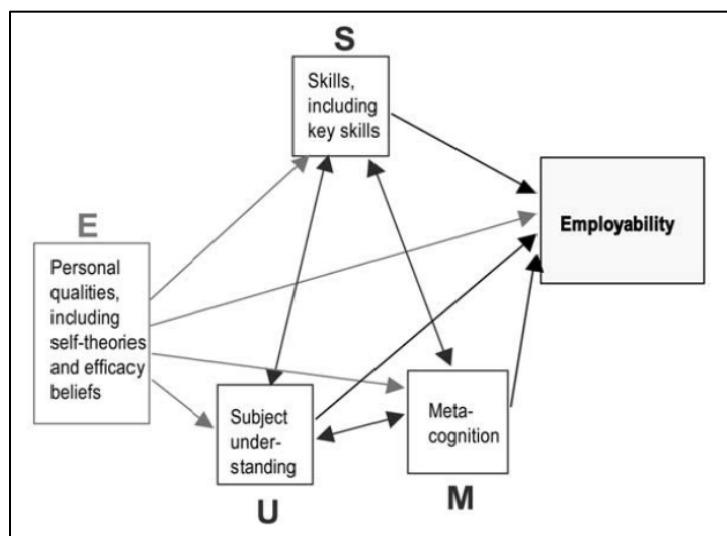 S
Skills,
including
key skills
Employability
E
Personal
qualities,
including
self-theories
and efficacy
beliefs
Subject
under-
standing
U
Meta-
cognition
M